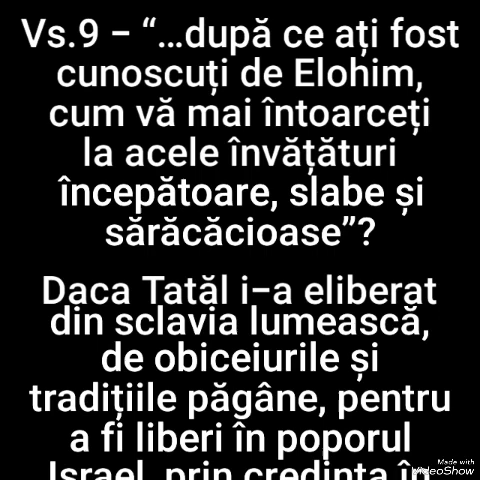 Vs.9 – “...după ce ați fost
cunoscuți de Elohim,
cum vă mai întoarceți
la acele învățături
începătoare, slabe și
sărăcăcioase”?
Daca Tatăl i–a eliberat
din sclavia lumească,
de obiceiurile și
tradițiile păgâne, pentru
a fi liberi în poporul
Israel, prin credința în
Made with
VideoShow